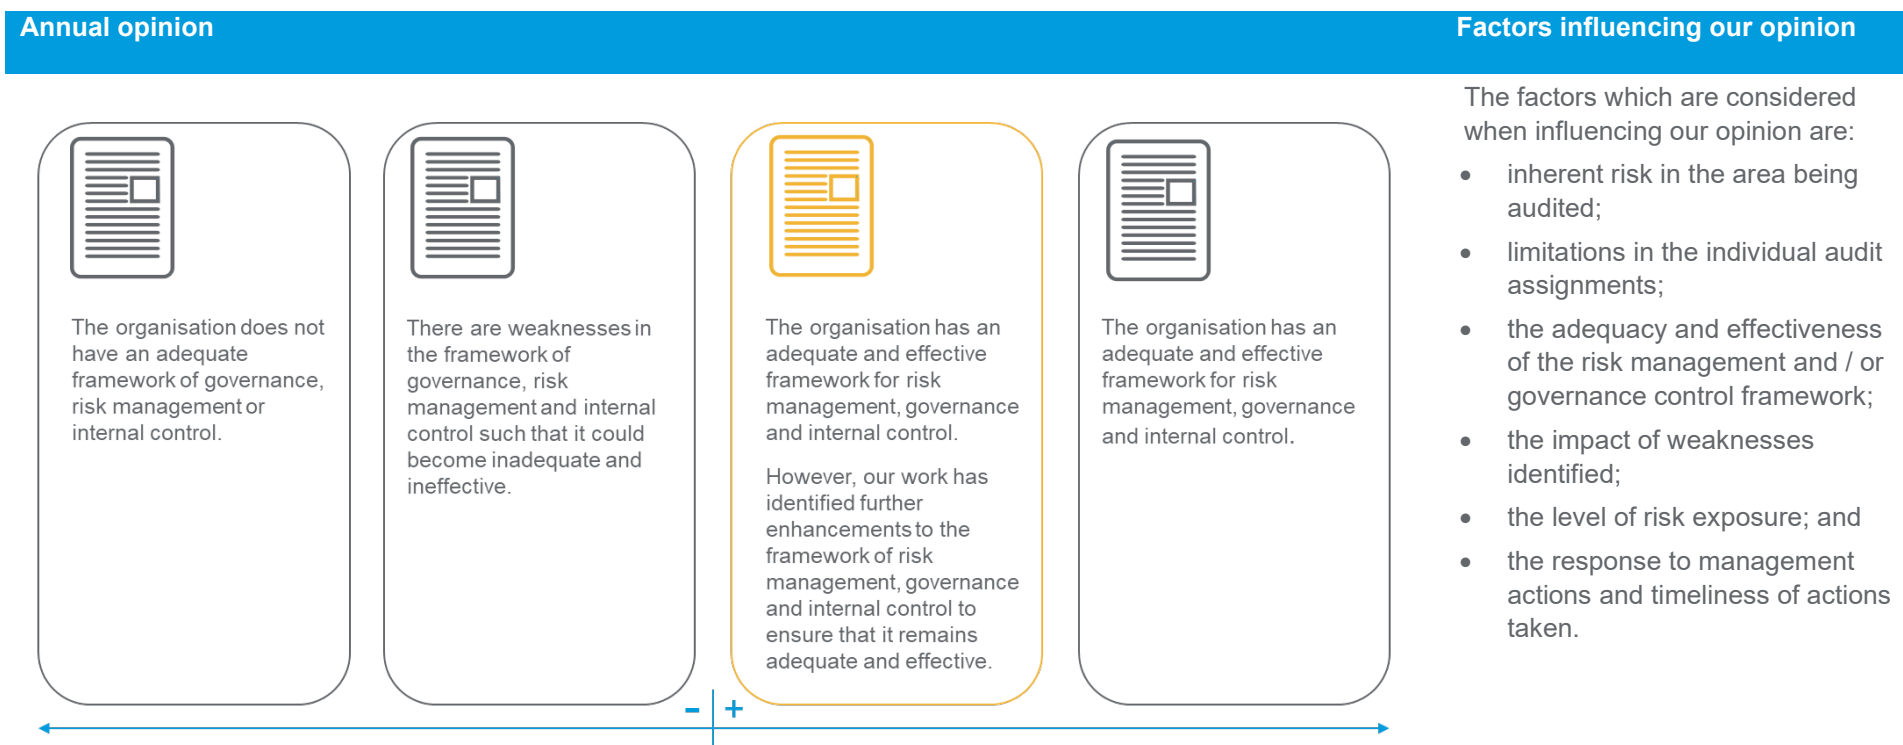 Annual opinion
Factors influencing our opinion
The organisation does not
have an adequate
framework of governance,
risk management or
internal control.
There are weaknesses in
the framework of
governance, risk
management and internal
control such that it could
become inadequate and
ineffective.
The organisation has an
adequate and effective
framework for risk
management, governance
and internal control.
However, our work has
identified further
enhancements to the
framework of risk
management, governance
and internal control to
ensure that it remains
adequate and effective.
The organisation has an
adequate and effective
framework for risk
management, governance
and internal control.
- +
The factors which are considered
when influencing our opinion are:
• inherent risk in the area being
audited;
• limitations in the individual audit
assignments;
• the adequacy and effectiveness
of the risk management and / or
governance control framework;
• the impact of weaknesses
identified;
• the level of risk exposure; and
• the response to management
actions and timeliness of actions
taken.